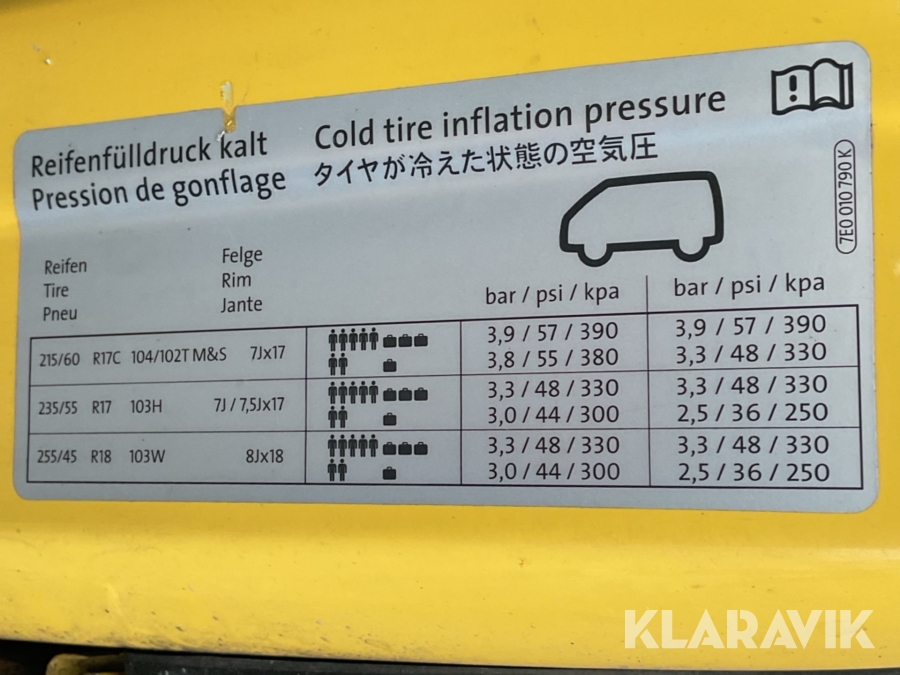 Reifenfülldruck kalt
Pression de gonflage
Cold tire inflation pressure
タイヤが冷えた状態の空気圧
7E0 010 790 K
Reifen Felge
Tire Rim
Pneu Jante
bar / psi / kpa bar / psi / kpa
215/60 R17C 104/102T M&S 7Jx17
3,9 / 57 / 390 3,9 / 57 / 390
3,8 / 55 / 380 3,3 / 48 / 330
235/55 R17 103H 7J / 7,5Jx17
3,3 / 48 / 330 3,3 / 48 / 330
3,0 / 44 / 300 2,5 / 36 / 250
255/45 R18 103W 8Jx18
3,3 / 48 / 330 3,3 / 48 / 330
3,0 / 44 / 300 2,5 / 36 / 250
KLARAVIK